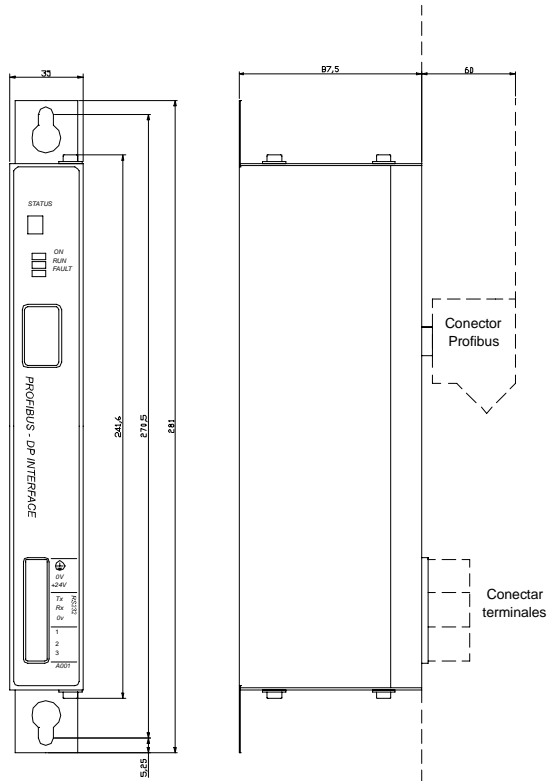 35
87,5
60
STATUS
ON
RUN
FAULT
Conector
Profibus
PROFIBUS - DP INTERFACE
241,6
270,5
281
0V
+24V
Tx
Rx
0v
RS232
1
2
3
A001
Conectar
terminales
5,25